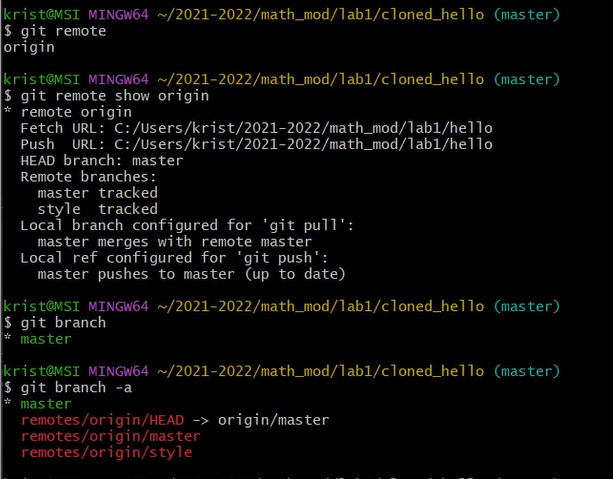 krist@MSI MINGW64 ~/2021-2022/math_mod/lab1/cloned_hello (master)
$ git remote
origin
krist@MSI MINGW64 ~/2021-2022/math_mod/lab1/cloned_hello (master)
$ git remote show origin
* remote origin
  Fetch URL: C:/Users/krist/2021-2022/math_mod/lab1/hello
  Push  URL: C:/Users/krist/2021-2022/math_mod/lab1/hello
  HEAD branch: master
  Remote branches:
    master tracked
    style  tracked
  Local branch configured for 'git pull':
    master merges with remote master
  Local ref configured for 'git push':
    master pushes to master (up to date)
krist@MSI MINGW64 ~/2021-2022/math_mod/lab1/cloned_hello (master)
$ git branch
* master
krist@MSI MINGW64 ~/2021-2022/math_mod/lab1/cloned_hello (master)
$ git branch -a
* master
  remotes/origin/HEAD -> origin/master
  remotes/origin/master
  remotes/origin/style